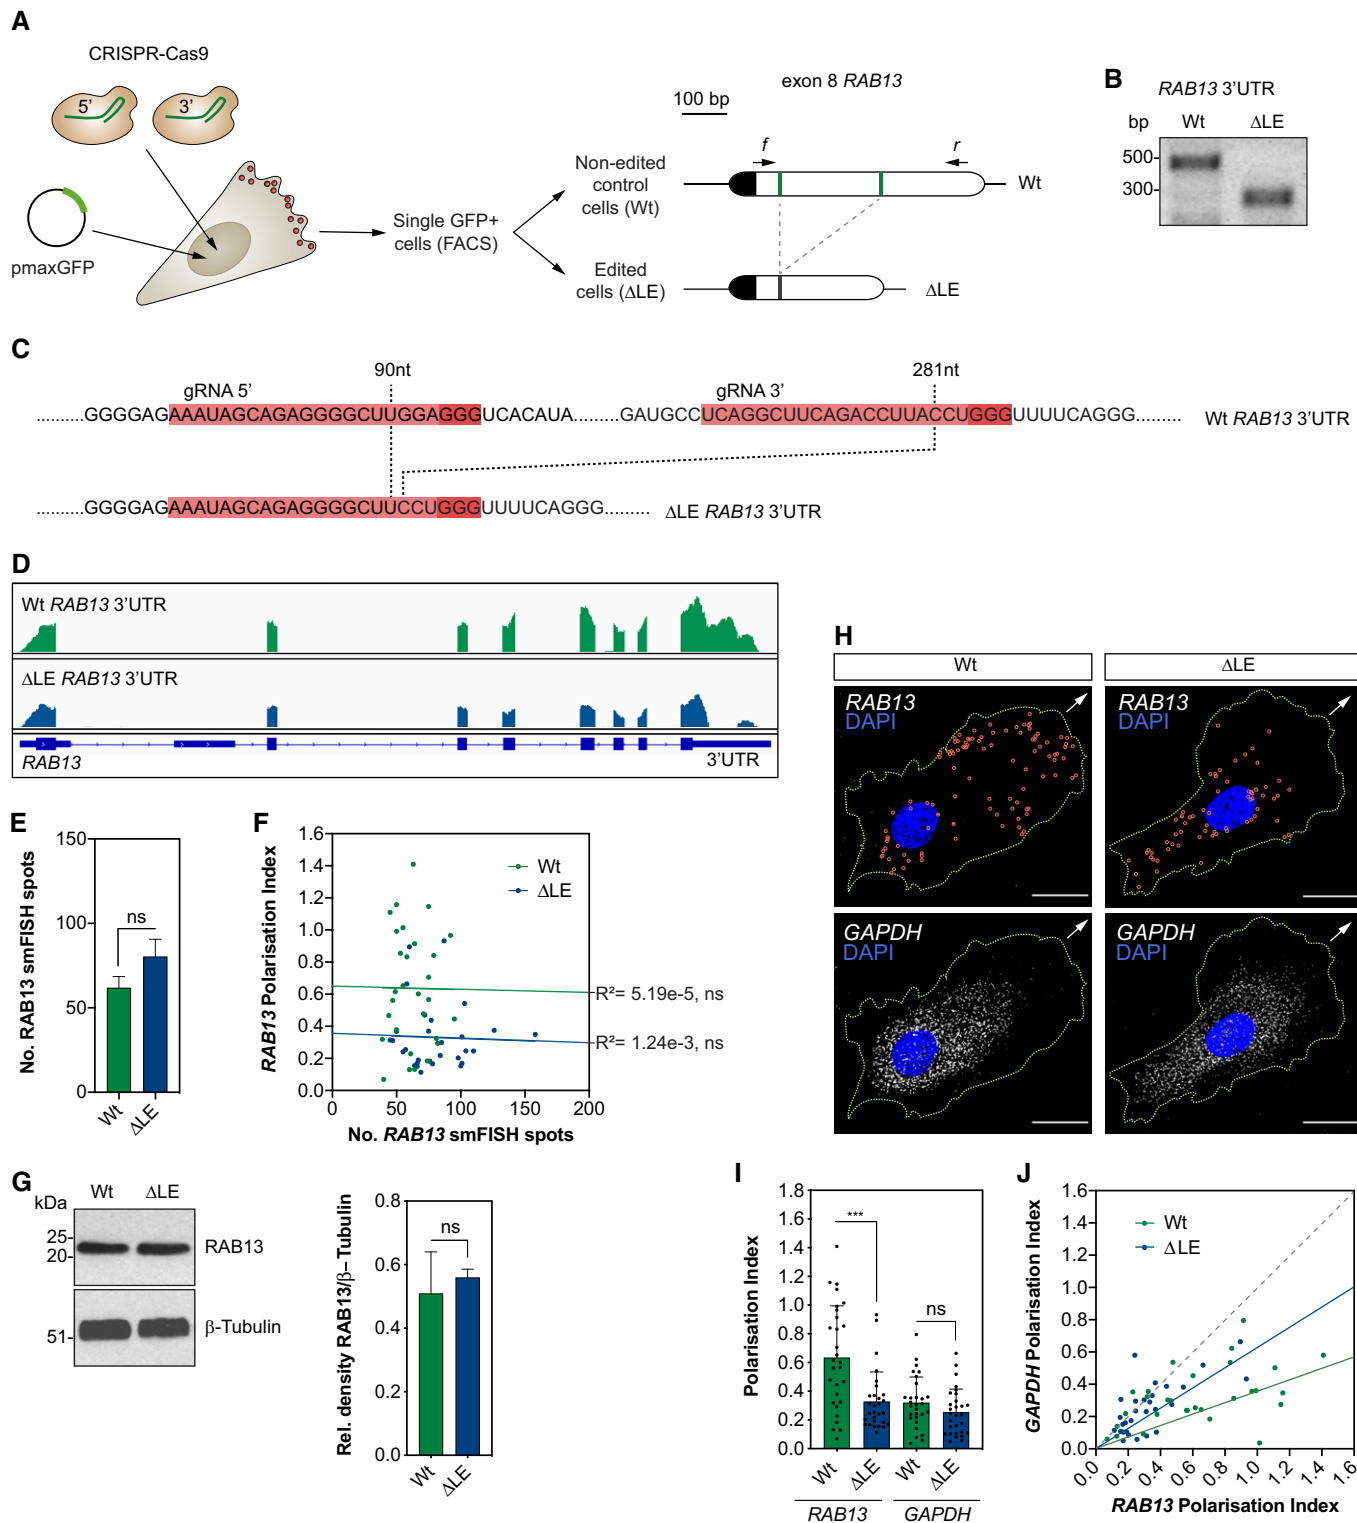 A
CRISPR-Cas9
5'
3'
pmaxGFP
Single GFP+
cells (FACS)
Non-edited
control
cells (Wt)
Edited
cells (ΔLE)
100 bp
exon 8 RAB13
f
r
Wt
ΔLE
B
RAB13 3'UTR
bp
Wt
ΔLE
500
300
C
90nt
281nt
gRNA 5'
gRNA 3'
..........GGGGAGAAAUAGCAGAGGGGCUUGGAGGGUCACAUA.........GAUGCCUCAGGCUUCAGACCUUACCUGGGUUUUCAGGG.........
Wt RAB13 3'UTR
..........GGGGAGAAAUAGCAGAGGGGCUUCCUGGGUUUUCAGGG.........
ΔLE RAB13 3'UTR
D
Wt RAB13 3'UTR
ΔLE RAB13 3'UTR
RAB13
3'UTR
E
No. RAB13 smFISH spots
150
100
50
0
ns
Wt
ΔLE
F
RAB13 Polarisation Index
1.6
1.4
1.2
1.0
0.8
0.6
0.4
0.2
0.0
Wt
ΔLE
R²= 5.19e-5, ns
R²= 1.24e-3, ns
0
50
100
150
200
No. RAB13 smFISH spots
G
kDa
Wt
ΔLE
25
20
RAB13
51
β-Tubulin
Rel. density RAB13/β–Tubulin
0.8
0.6
0.4
0.2
0.0
ns
Wt
ΔLE
H
Wt
ΔLE
RAB13
DAPI
RAB13
DAPI
GAPDH
DAPI
GAPDH
DAPI
I
Polarisation Index
1.8
1.6
1.4
1.2
1.0
0.8
0.6
0.4
0.2
0.0
***
ns
Wt
ΔLE
Wt
ΔLE
RAB13
GAPDH
J
GAPDH Polarisation Index
1.6
1.4
1.2
1.0
0.8
0.6
0.4
0.2
0.0
Wt
ΔLE
0.0
0.2
0.4
0.6
0.8
1.0
1.2
1.4
1.6
RAB13 Polarisation Index